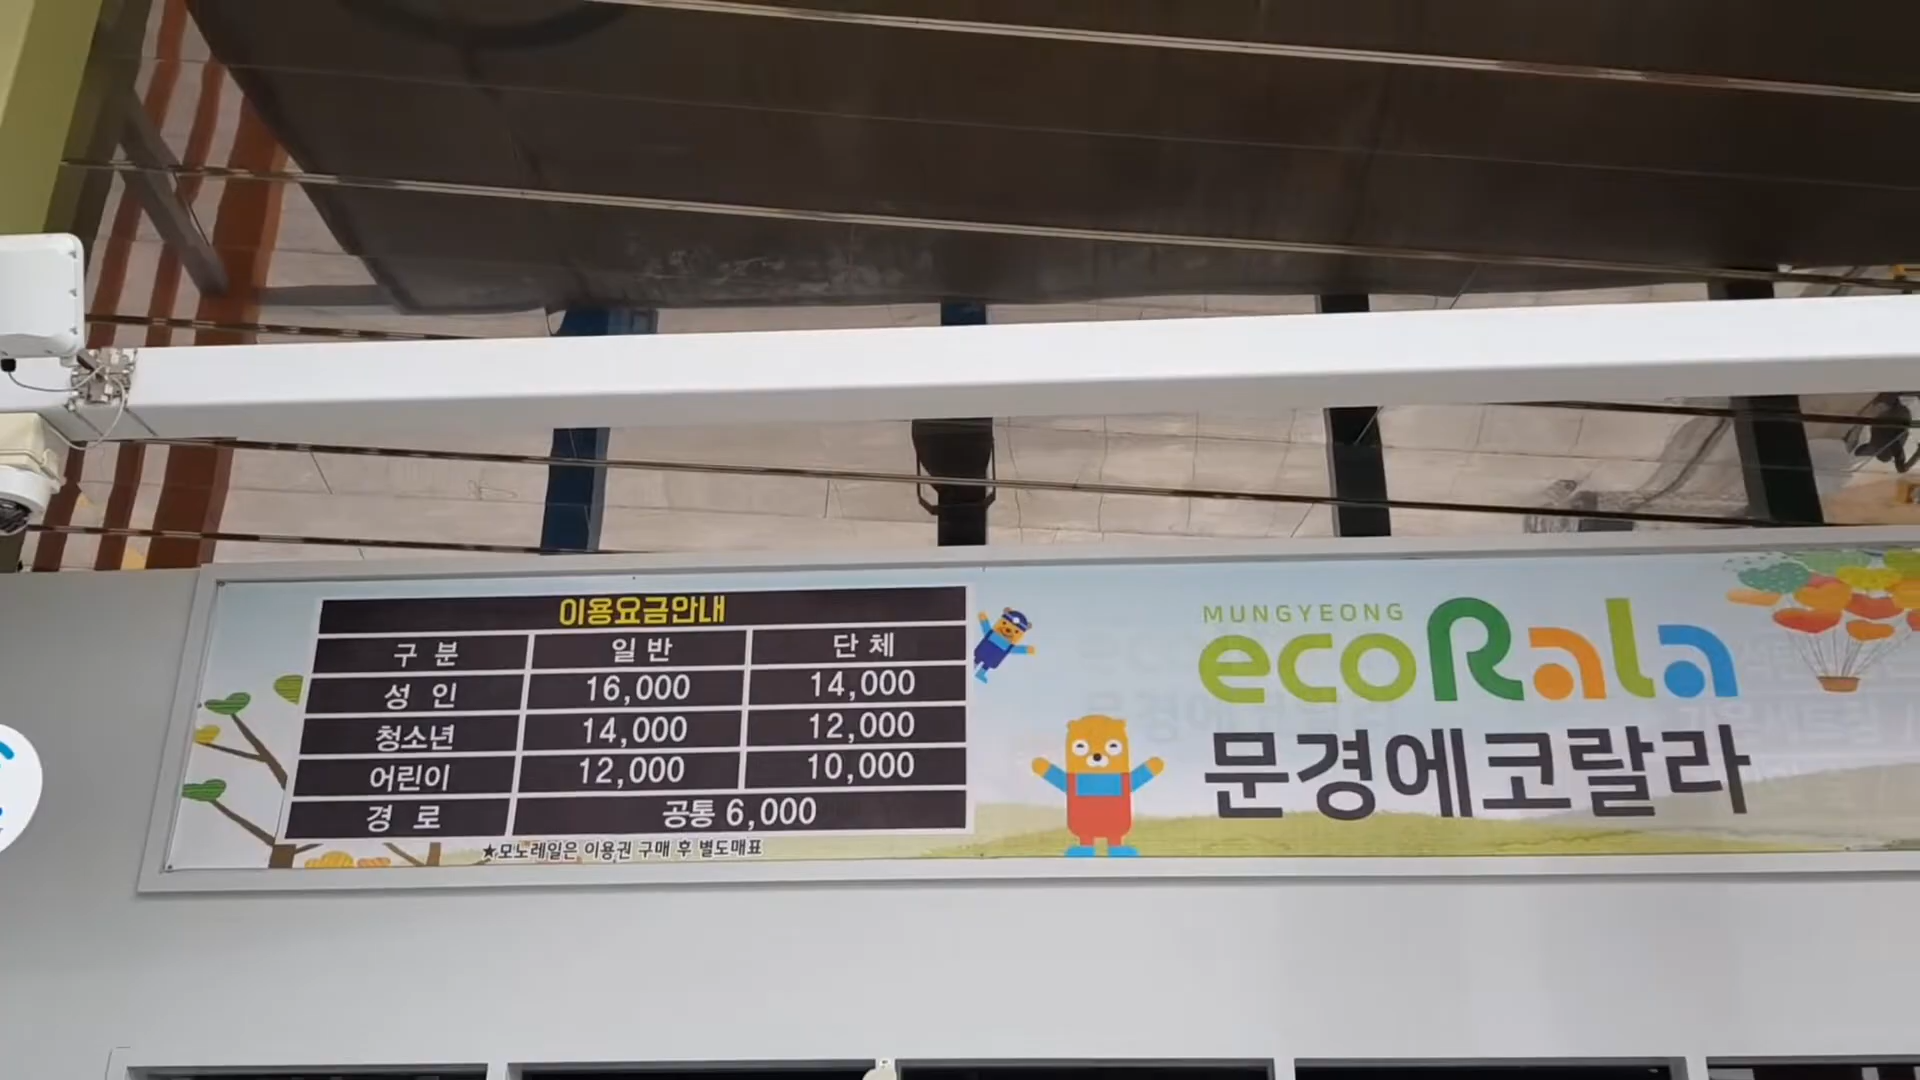 이용요금안내
구 분 일 반 단 체
성 인 16,000 14,000
청소년 14,000 12,000
어린이 12,000 10,000
경 로 공통 6,000
★모노레일은 이용권 구매 후 별도매표
MUNGYEONG
ecoRala
문경에코랄라